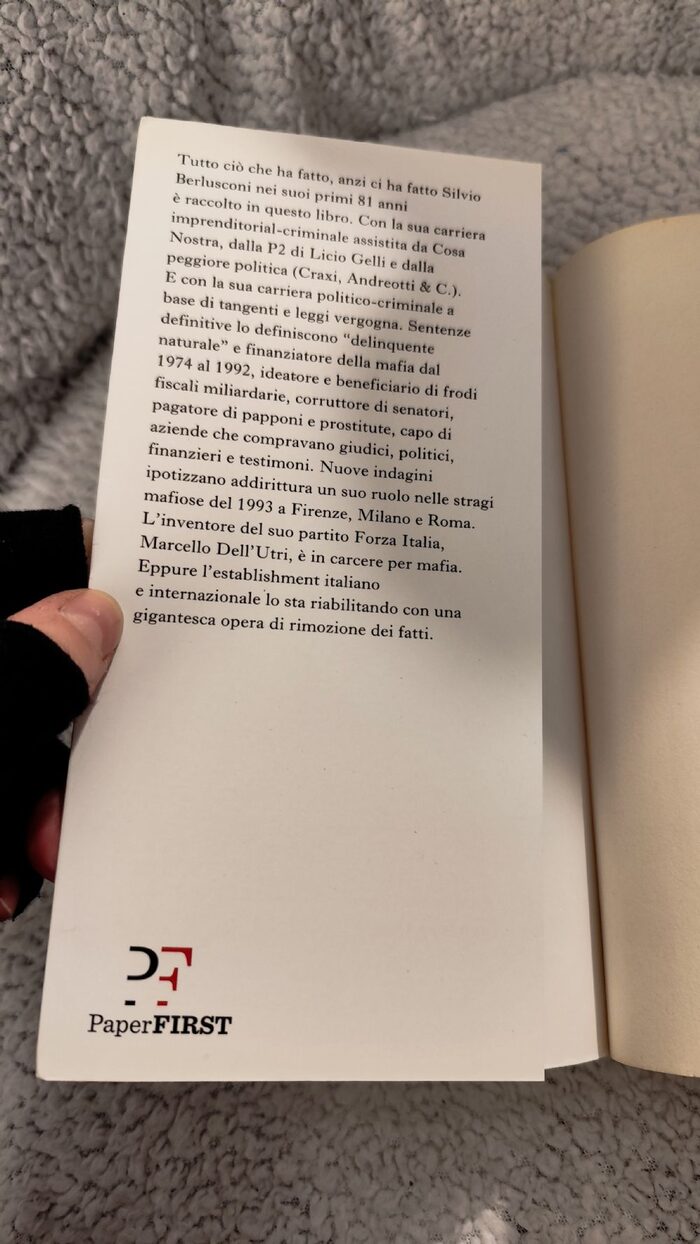 Tutto ciò che ha fatto, anzi ci ha fatto Silvio
Berlusconi nei suoi primi 81 anni
è raccolto in questo libro. Con la sua carriera
imprenditorial-criminale assistita da Cosa
Nostra, dalla P2 di Licio Gelli e dalla
peggiore politica (Craxi, Andreotti & C.).
E con la sua carriera politico-criminale a
base di tangenti e leggi vergogna. Sentenze
definitive lo definiscono “delinquente
naturale” e finanziatore della mafia dal
1974 al 1992, ideatore e beneficiario di frodi
fiscali miliardarie, corruttore di senatori,
pagatore di papponi e prostitute, capo di
aziende che compravano giudici, politici,
finanzieri e testimoni. Nuove indagini
ipotizzano addirittura un suo ruolo nelle stragi
mafiose del 1993 a Firenze, Milano e Roma.
L’inventore del suo partito Forza Italia,
Marcello Dell’Utri, è in carcere per mafia.
Eppure l’establishment italiano
e internazionale lo sta riabilitando con una
gigantesca opera di rimozione dei fatti.
PF
PaperFIRST